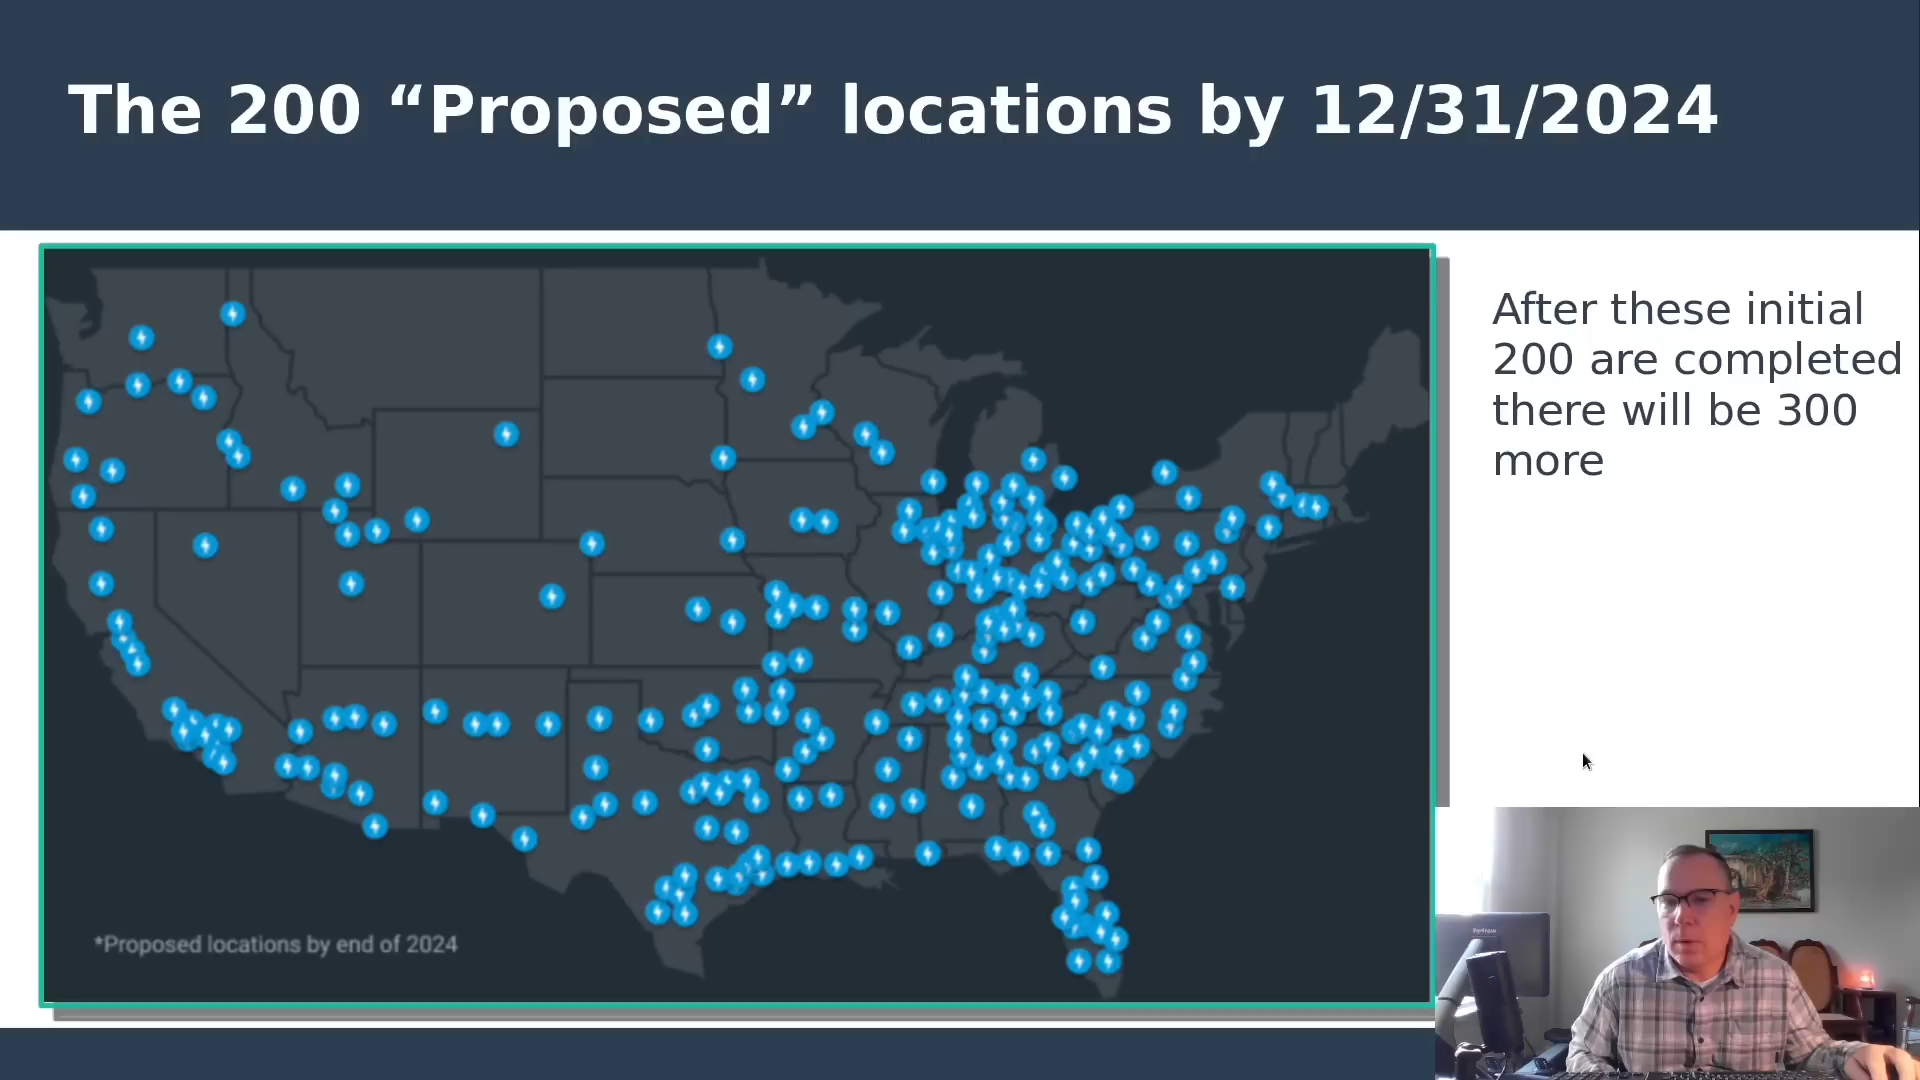 The 200 “Proposed” locations by 12/31/2024
After these initial
200 are completed
there will be 300
more
*Proposed locations by end of 2024